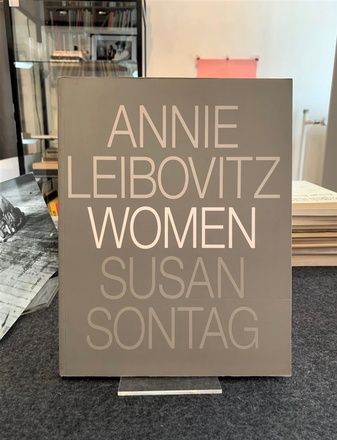 ANNIE
LEIBOVITZ
WOMEN
SUSAN
SONTAG